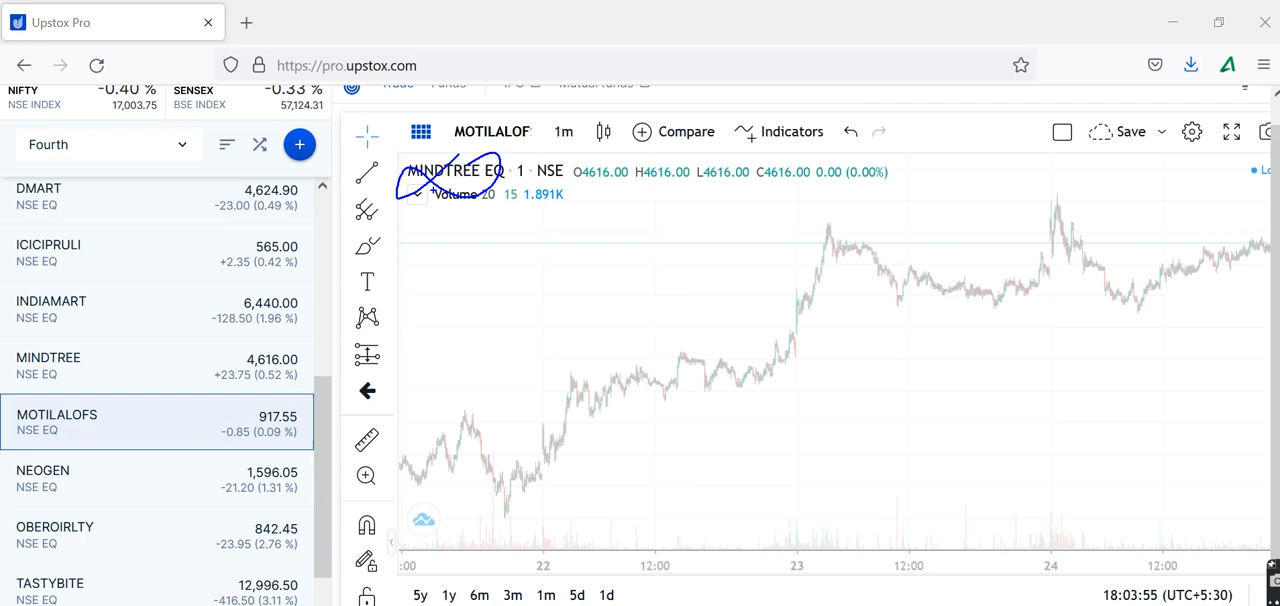 Upstox Pro
https://pro.upstox.com
NIFTY -0.40 % SENSEX -0.33 %
NSE INDEX 17,003.75 BSE INDEX 57,124.31
Fourth
DMART 4,624.90
NSE EQ -23.00 (0.49 %)
ICICIPRULI 565.00
NSE EQ +2.35 (0.42 %)
INDIAMART 6,440.00
NSE EQ -128.50 (1.96 %)
MINDTREE 4,616.00
NSE EQ +23.75 (0.52 %)
MOTILALOFS 917.55
NSE EQ -0.85 (0.09 %)
NEOGEN 1,596.05
NSE EQ -21.20 (1.31 %)
OBEROIRLTY 842.45
NSE EQ -23.95 (2.76 %)
TASTYBITE 12,996.50
NSE EQ -416.50 (3.11 %)
MOTILALOF 1m Compare Indicators Save
MINDTREE EQ · 1 · NSE O4616.00 H4616.00 L4616.00 C4616.00 0.00 (0.00%)
Volume 20 15 1.891K
:00 22 12:00 23 12:00 24 12:00
5y 1y 6m 3m 1m 5d 1d 18:03:55 (UTC+5:30)